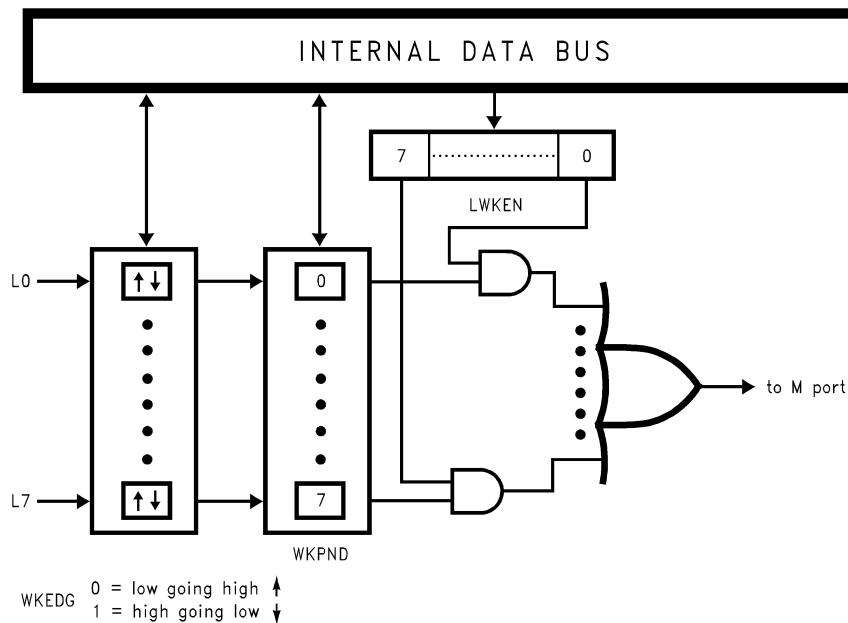 INTERNAL DATA BUS
7 0
LWKEN
L0
0
L7
7
to M port
WKPND
WKEDG
0 = low going high
1 = high going low